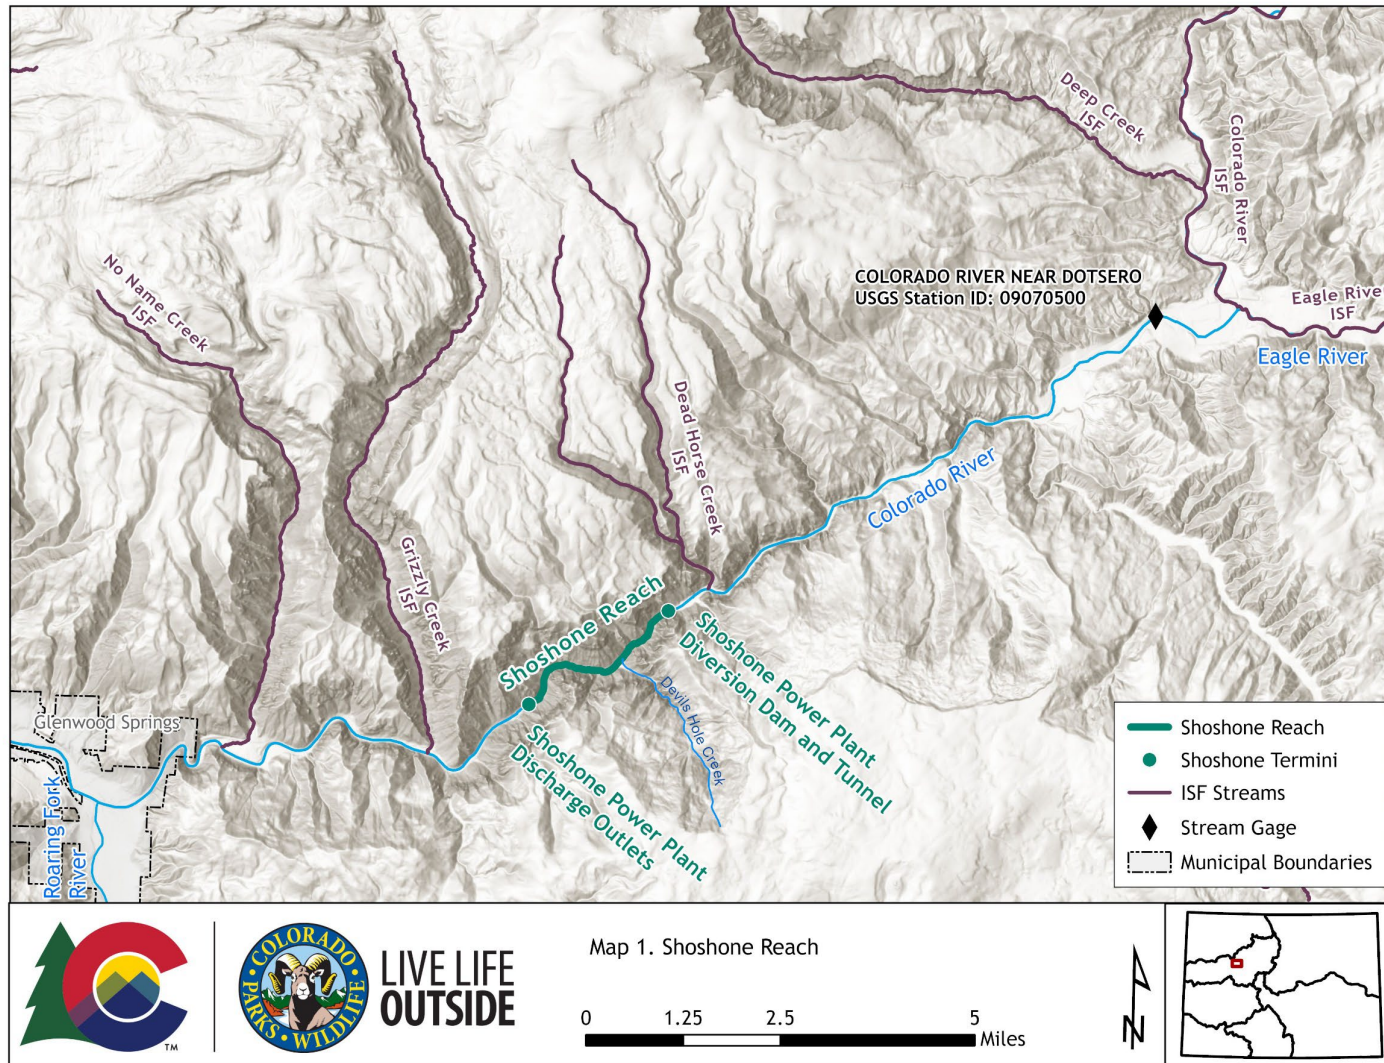 Deep Creek
ISF
Colorado River
ISF
No Name Creek
ISF
COLORADO RIVER NEAR DOTSERO
USGS Station ID: 09070500
Eagle River
ISF
Eagle River
Dead Horse Creek
ISF
Colorado River
Grizzly Creek
ISF
Shoshone Reach
Shoshone Power Plant
Diversion Dam and Tunnel
Devils Hole Creek
Shoshone Power Plant
Discharge Outlets
Glenwood Springs
Roaring Fork
River
Shoshone Reach
Shoshone Termini
ISF Streams
Stream Gage
Municipal Boundaries
TM
COLORADO
PARKS • WILDLIFE
LIVE LIFE
OUTSIDE
Map 1. Shoshone Reach
0 1.25 2.5 5
Miles
N